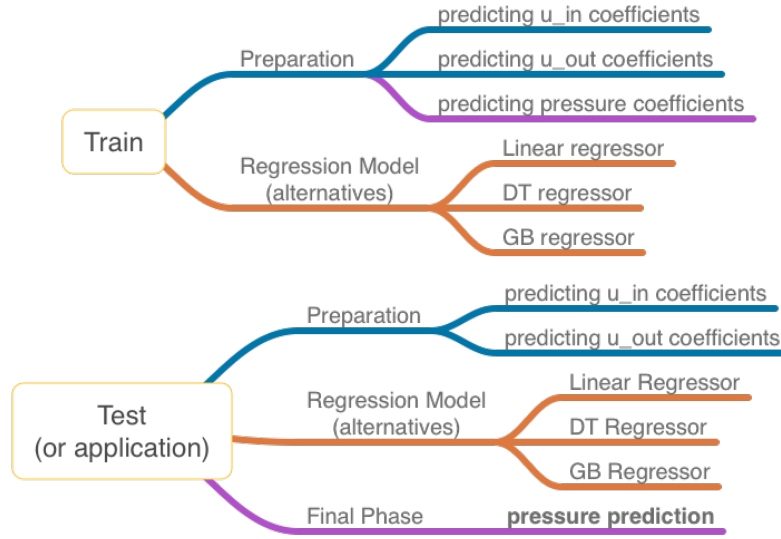 predicting u_in coefficients
Preparation
predicting u_out coefficients
predicting pressure coefficients
Train
Regression Model
(alternatives)
Linear regressor
DT regressor
GB regressor
Preparation
predicting u_in coefficients
predicting u_out coefficients
Test
(or application)
Regression Model
(alternatives)
Linear Regressor
DT Regressor
GB Regressor
Final Phase
pressure prediction